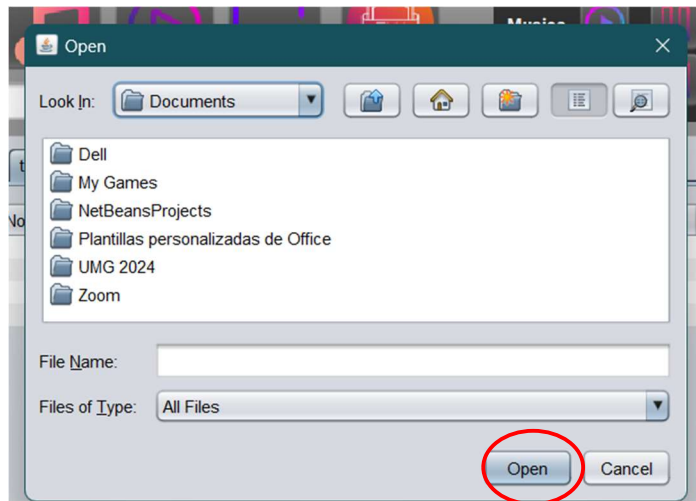 Musica
Open
Look In:
Documents
Dell
My Games
NetBeansProjects
Plantillas personalizadas de Office
UMG 2024
Zoom
File Name:
Files of Type:
All Files
Open
Cancel